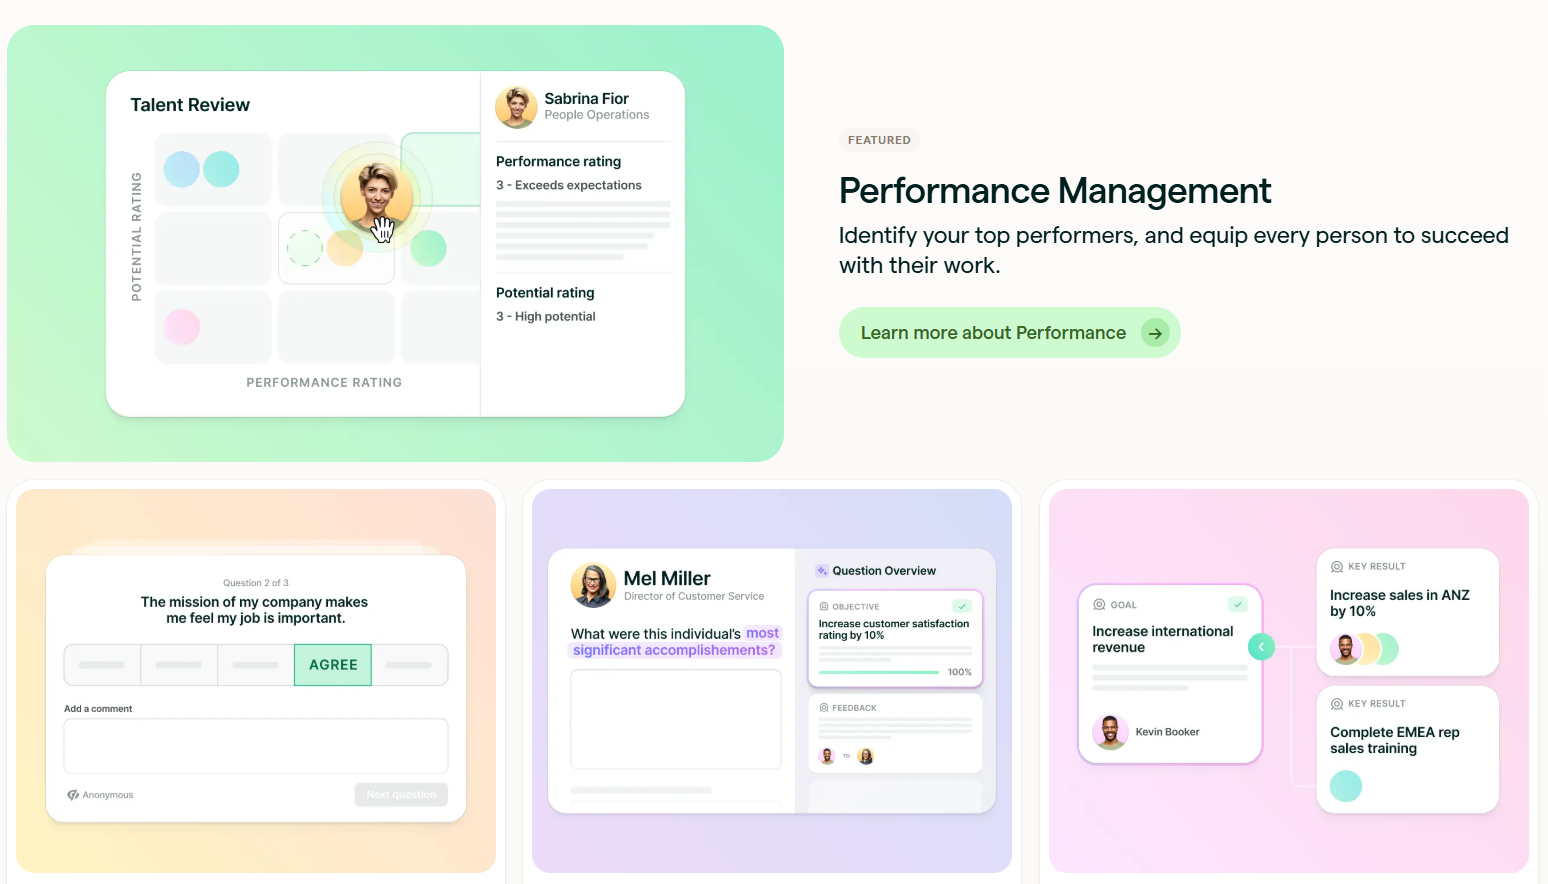 Talent Review
POTENTIAL RATING
PERFORMANCE RATING
Sabrina Fior
People Operations
Performance rating
3 - Exceeds expectations
Potential rating
3 - High potential
FEATURED
Performance Management
Identify your top performers, and equip every person to succeed
with their work.
Learn more about Performance
Question 2 of 3
The mission of my company makes
me feel my job is important.
AGREE
Add a comment
Anonymous
Next question
Mel Miller
Director of Customer Service
What were this individual's most
significant accomplishements?
Question Overview
OBJECTIVE
Increase customer satisfaction
rating by 10%
100%
FEEDBACK
TO
GOAL
Increase international
revenue
Kevin Booker
KEY RESULT
Increase sales in ANZ
by 10%
KEY RESULT
Complete EMEA rep
sales training